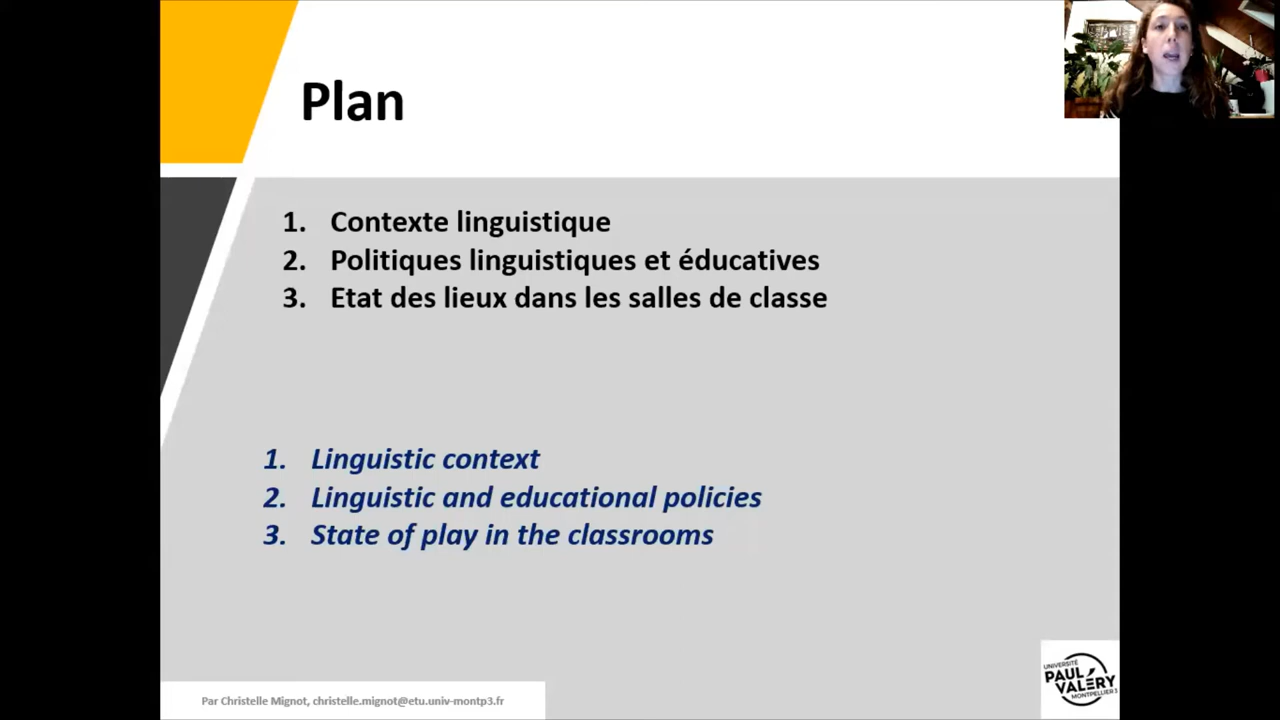 Plan
1. Contexte linguistique
2. Politiques linguistiques et éducatives
3. Etat des lieux dans les salles de classe
1. Linguistic context
2. Linguistic and educational policies
3. State of play in the classrooms
Par Christelle Mignot, christelle.mignot@etu.univ-montp3.fr
UNIVERSITÉ
PAUL
VALÉRY
MONTPELLIER 3